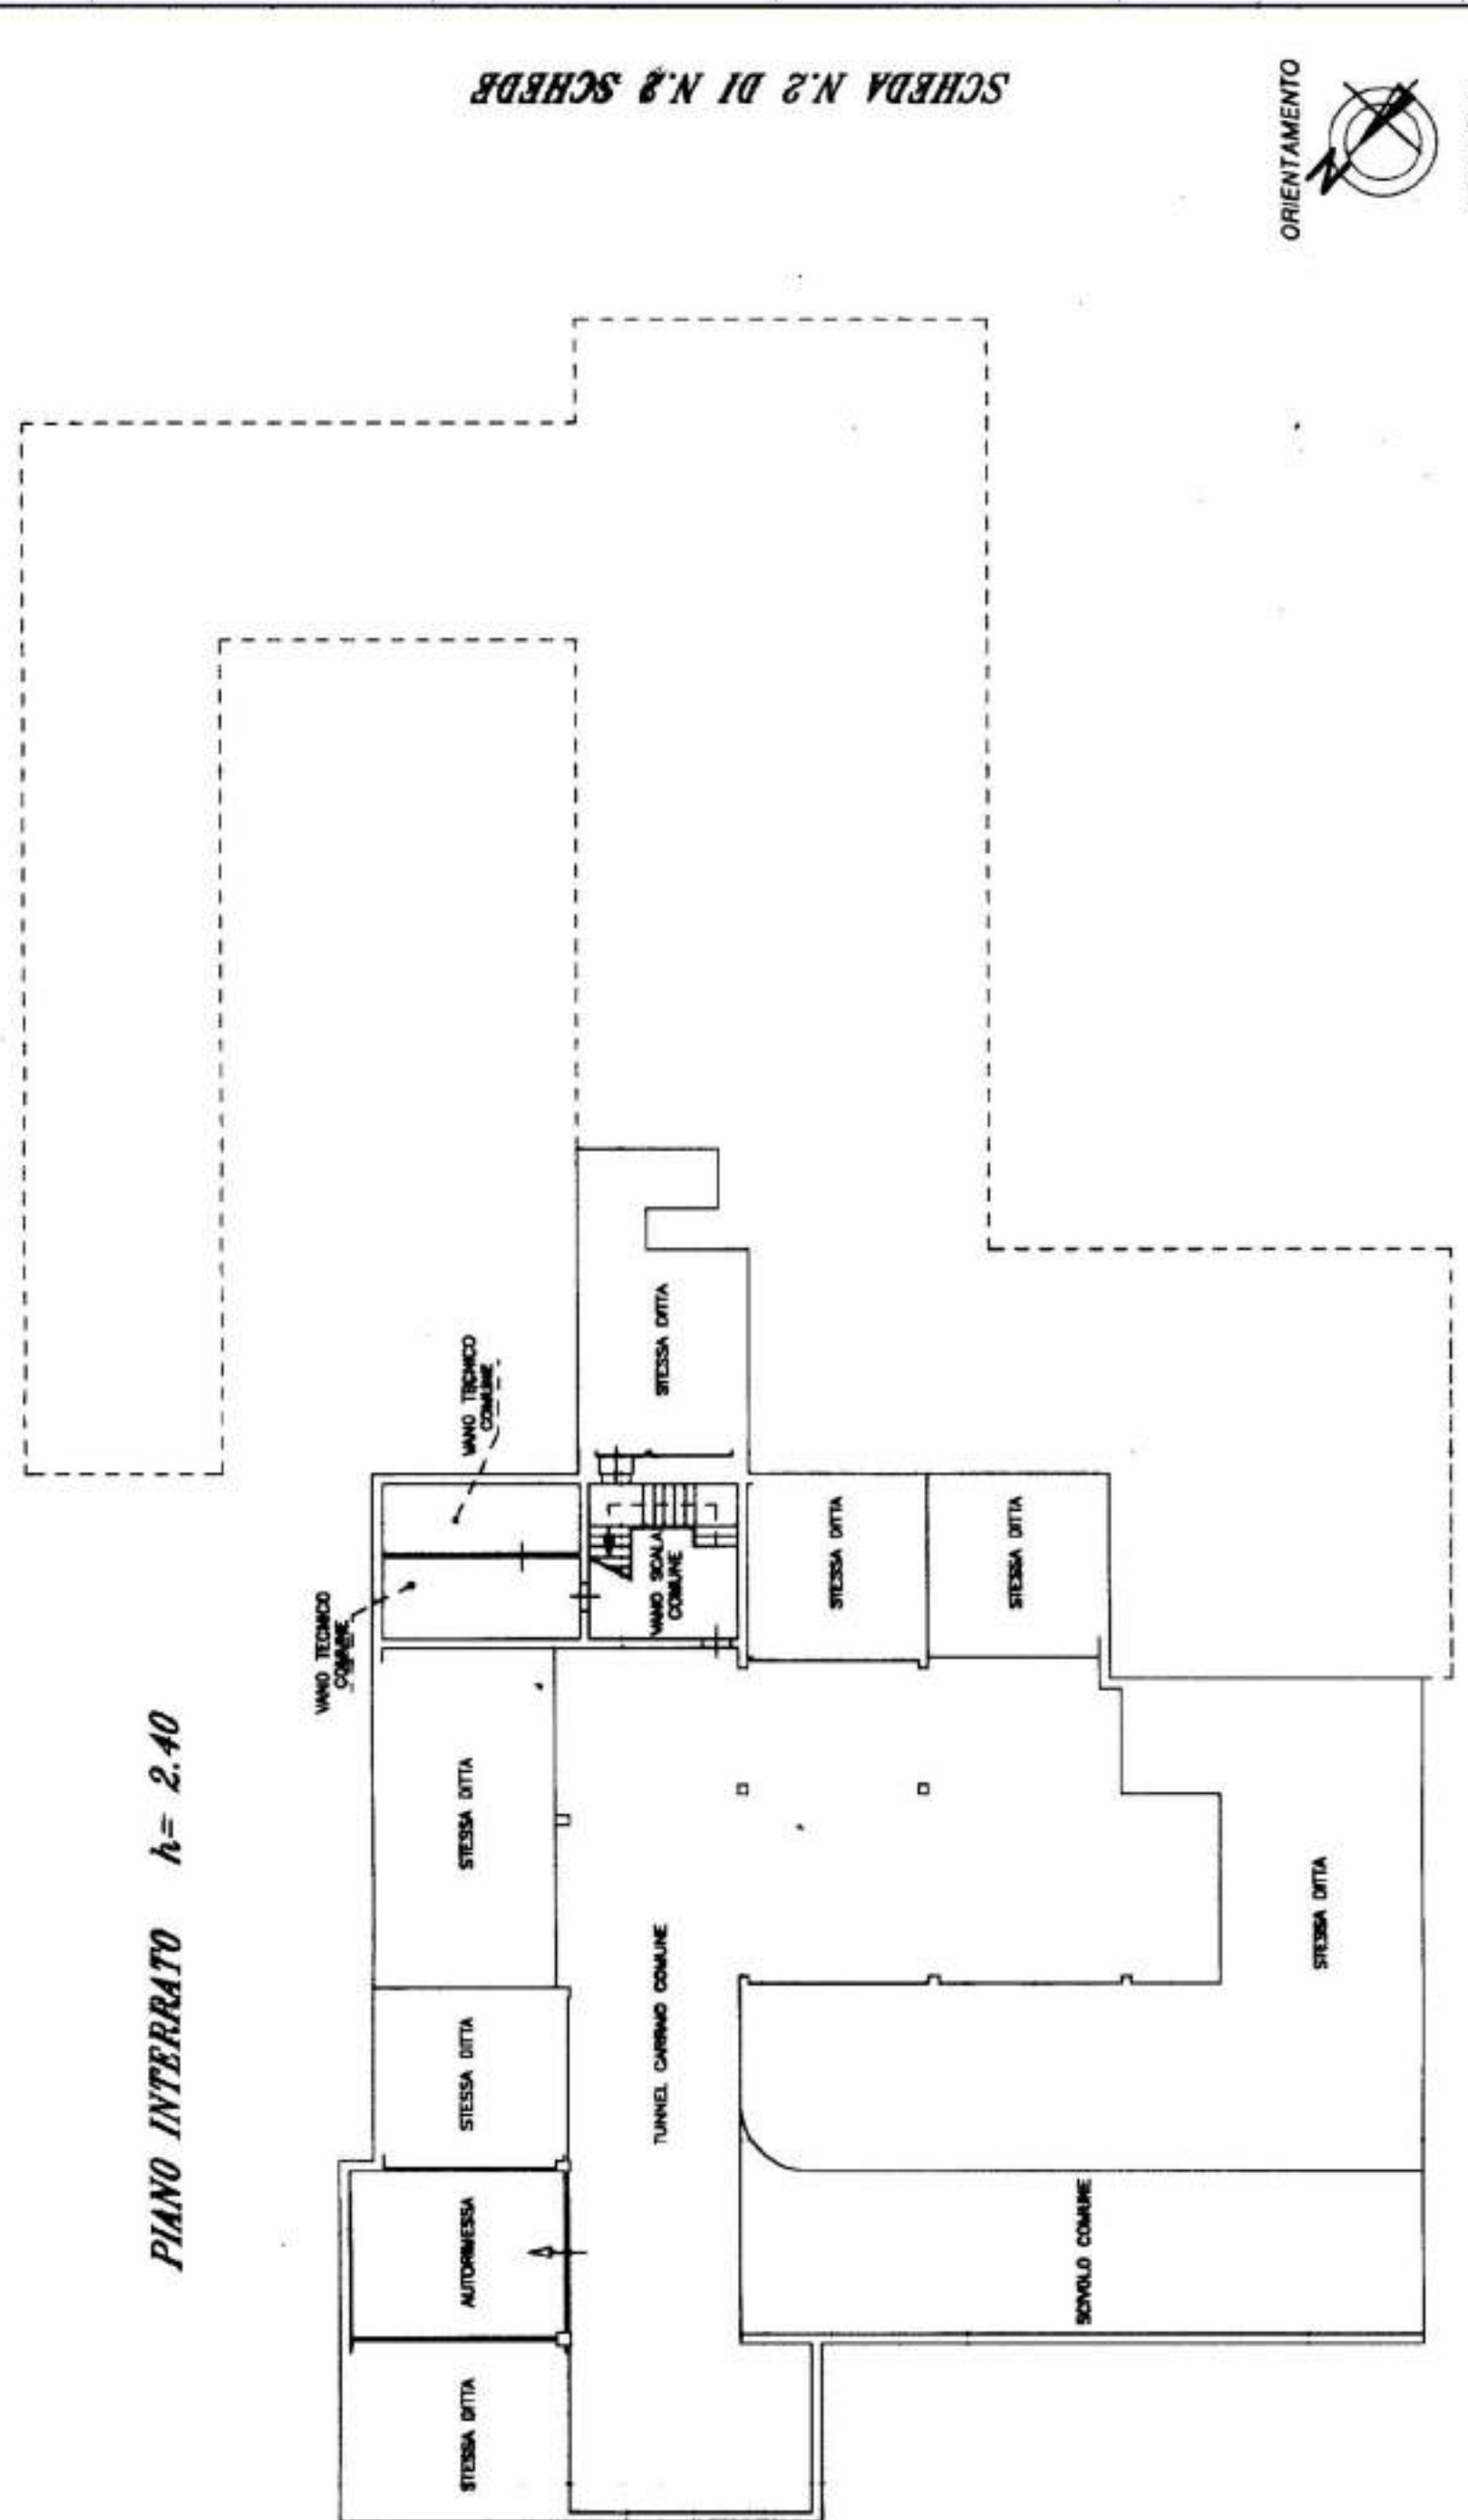 SCHEDA N.2 DI N.2 SCHEDE
ORIENTAMENTO
N
PIANO INTERRATO h= 2.40
VANO TECNICO
COMUNE
VANO TECNICO
COMUNE
STESSA DITTA
VANO SCALA
COMUNE
STESSA DITTA
STESSA DITTA
STESSA DITTA
STESSA DITTA
TUNNEL CARRAIO COMUNE
STESSA DITTA
AUTORIMESSA
SCIVOLO COMUNE
STESSA DITTA